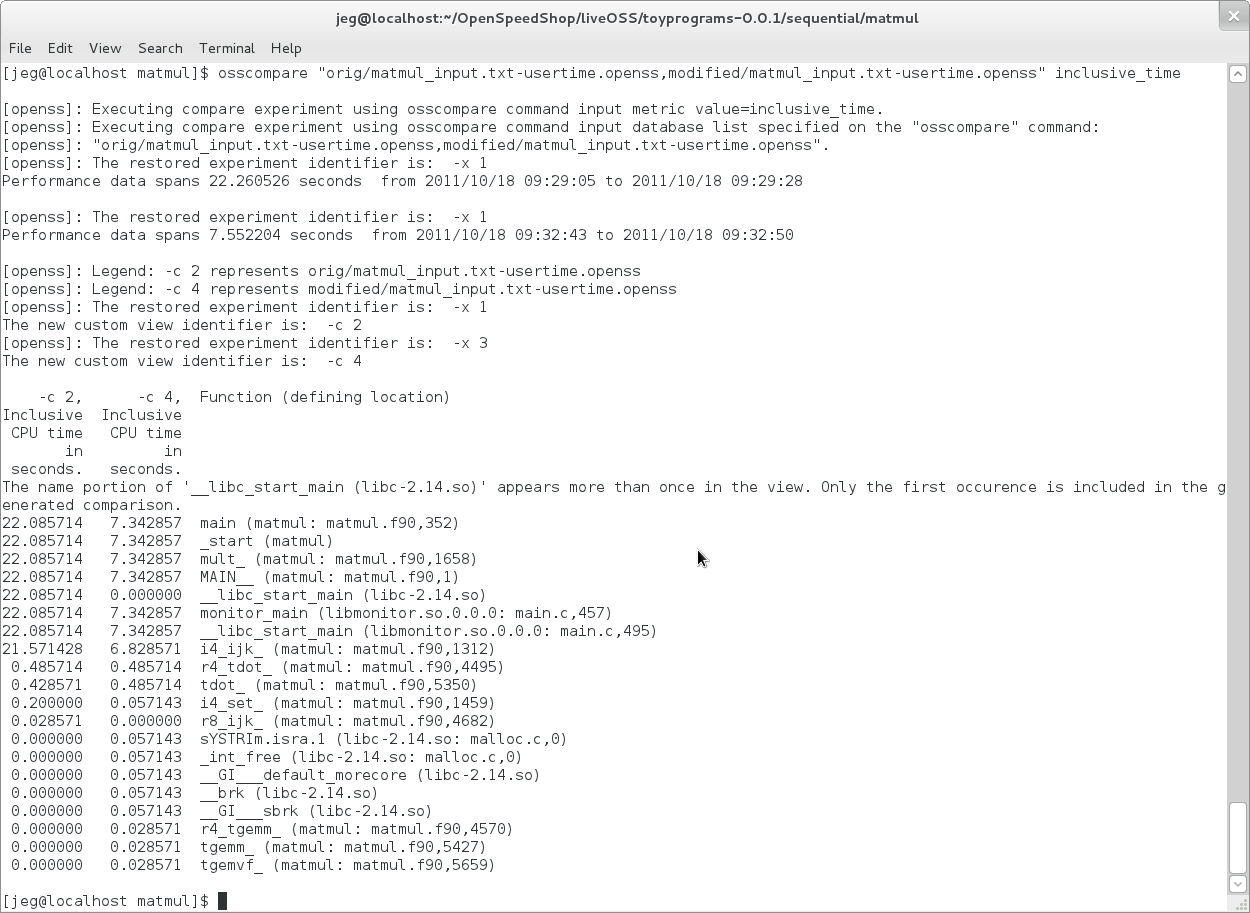 jeg@localhost:~/OpenSpeedShop/liveOSS/toyprograms-0.0.1/sequential/matmul
File Edit View Search Terminal Help
[jeg@localhost matmul]$ osscompare "orig/matmul_input.txt-usertime.openss,modified/matmul_input.txt-usertime.openss" inclusive_time
[openss]: Executing compare experiment using osscompare command input metric value=inclusive_time.
[openss]: Executing compare experiment using osscompare command input database list specified on the "osscompare" command:
[openss]: "orig/matmul_input.txt-usertime.openss,modified/matmul_input.txt-usertime.openss".
[openss]: The restored experiment identifier is:  -x 1
Performance data spans 22.260526 seconds  from 2011/10/18 09:29:05 to 2011/10/18 09:29:28
[openss]: The restored experiment identifier is:  -x 1
Performance data spans 7.552204 seconds  from 2011/10/18 09:32:43 to 2011/10/18 09:32:50
[openss]: Legend: -c 2 represents orig/matmul_input.txt-usertime.openss
[openss]: Legend: -c 4 represents modified/matmul_input.txt-usertime.openss
[openss]: The restored experiment identifier is:  -x 1
The new custom view identifier is:  -c 2
[openss]: The restored experiment identifier is:  -x 3
The new custom view identifier is:  -c 4
    -c 2,      -c 4,  Function (defining location)
Inclusive  Inclusive
 CPU time   CPU time
       in         in
 seconds.   seconds.
The name portion of '__libc_start_main (libc-2.14.so)' appears more than once in the view. Only the first occurence is included in the g
enerated comparison.
22.085714   7.342857  main (matmul: matmul.f90,352)
22.085714   7.342857  _start (matmul)
22.085714   7.342857  mult_ (matmul: matmul.f90,1658)
22.085714   7.342857  MAIN__ (matmul: matmul.f90,1)
22.085714   0.000000  __libc_start_main (libc-2.14.so)
22.085714   7.342857  monitor_main (libmonitor.so.0.0.0: main.c,457)
22.085714   7.342857  __libc_start_main (libmonitor.so.0.0.0: main.c,495)
21.571428   6.828571  i4_ijk_ (matmul: matmul.f90,1312)
 0.485714   0.485714  r4_tdot_ (matmul: matmul.f90,4495)
 0.428571   0.485714  tdot_ (matmul: matmul.f90,5350)
 0.200000   0.057143  i4_set_ (matmul: matmul.f90,1459)
 0.028571   0.000000  r8_ijk_ (matmul: matmul.f90,4682)
 0.000000   0.057143  sYSTRIm.isra.1 (libc-2.14.so: malloc.c,0)
 0.000000   0.057143  _int_free (libc-2.14.so: malloc.c,0)
 0.000000   0.057143  __GI___default_morecore (libc-2.14.so)
 0.000000   0.057143  __brk (libc-2.14.so)
 0.000000   0.057143  __GI___sbrk (libc-2.14.so)
 0.000000   0.028571  r4_tgemm_ (matmul: matmul.f90,4570)
 0.000000   0.028571  tgemm_ (matmul: matmul.f90,5427)
 0.000000   0.028571  tgemvf_ (matmul: matmul.f90,5659)
[jeg@localhost matmul]$